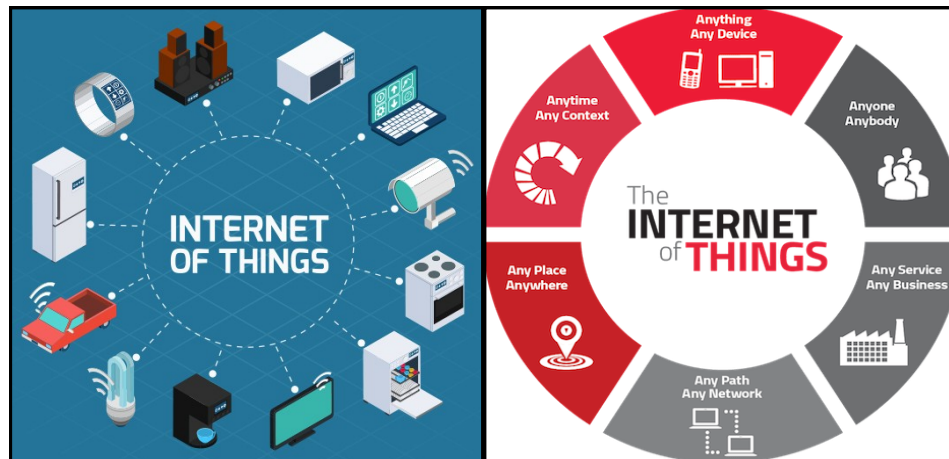 INTERNET
OF THINGS
Anything
Any Device
Anytime
Any Context
Anyone
Anybody
The
INTERNET
of THINGS
Any Place
Anywhere
Any Service
Any Business
Any Path
Any Network